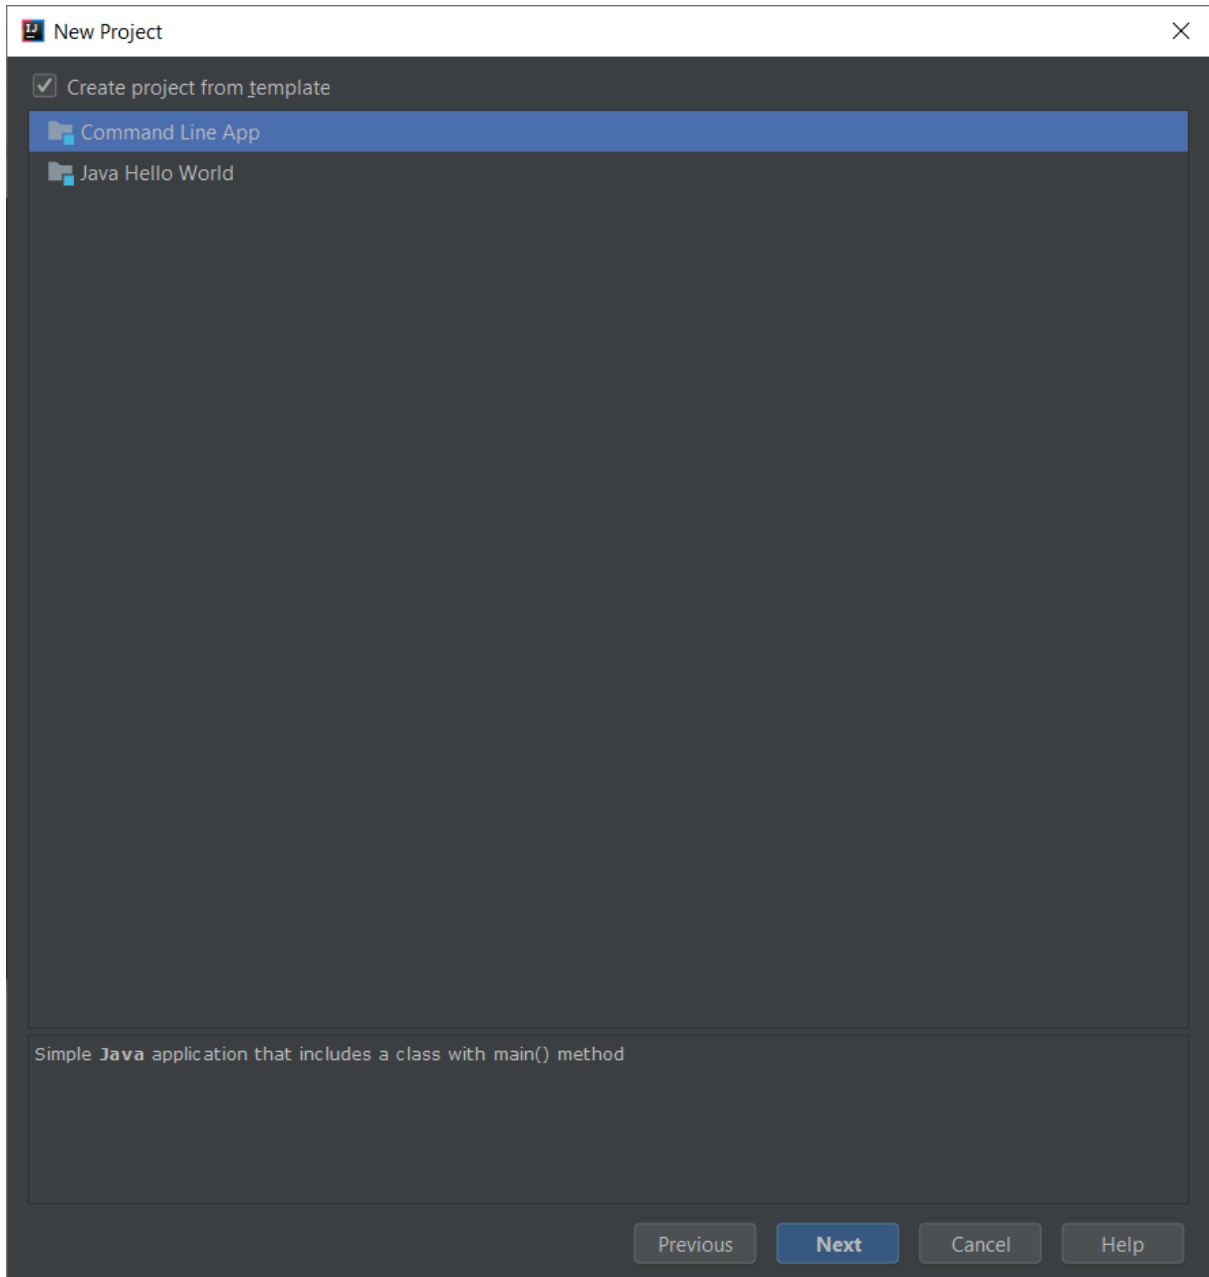 IJ
New Project
Create project from template
Command Line App
Java Hello World
Simple Java application that includes a class with main() method
Previous Next Cancel Help